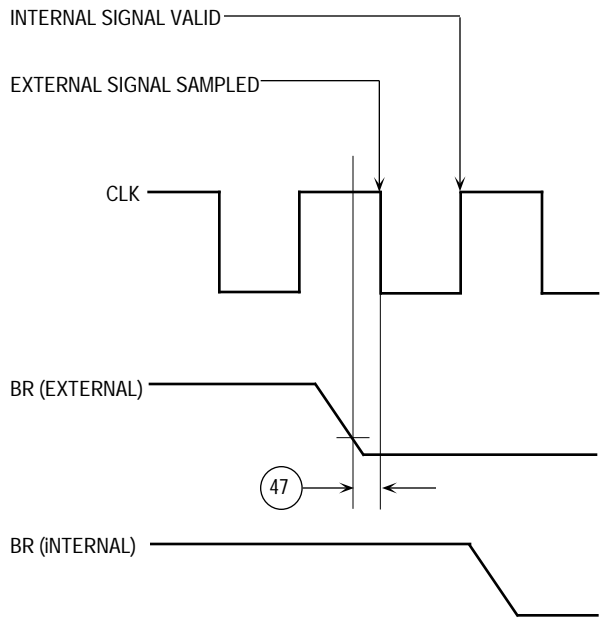 INTERNAL SIGNAL VALID
EXTERNAL SIGNAL SAMPLED
CLK
BR (EXTERNAL)
47
BR (iNTERNAL)